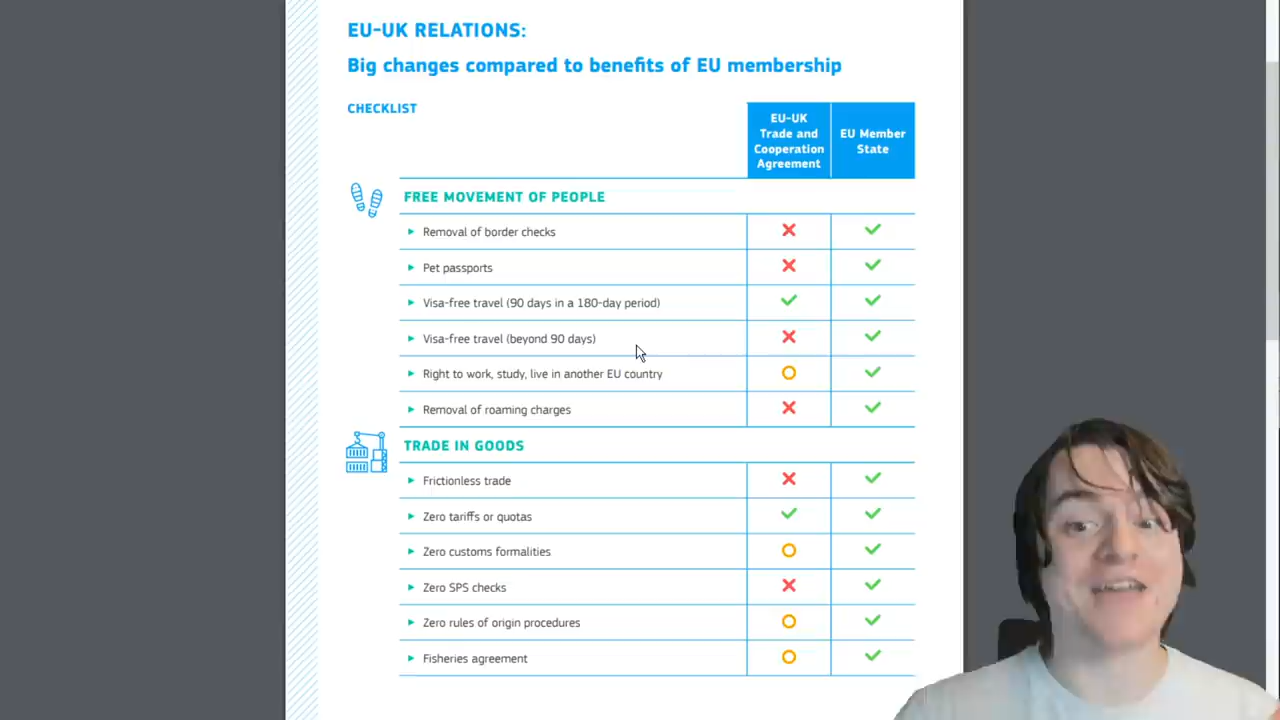 EU-UK RELATIONS:
Big changes compared to benefits of EU membership
CHECKLIST
EU-UK
Trade and
Cooperation
Agreement
EU Member
State
FREE MOVEMENT OF PEOPLE
Removal of border checks
Pet passports
Visa-free travel (90 days in a 180-day period)
Visa-free travel (beyond 90 days)
Right to work, study, live in another EU country
Removal of roaming charges
TRADE IN GOODS
Frictionless trade
Zero tariffs or quotas
Zero customs formalities
Zero SPS checks
Zero rules of origin procedures
Fisheries agreement